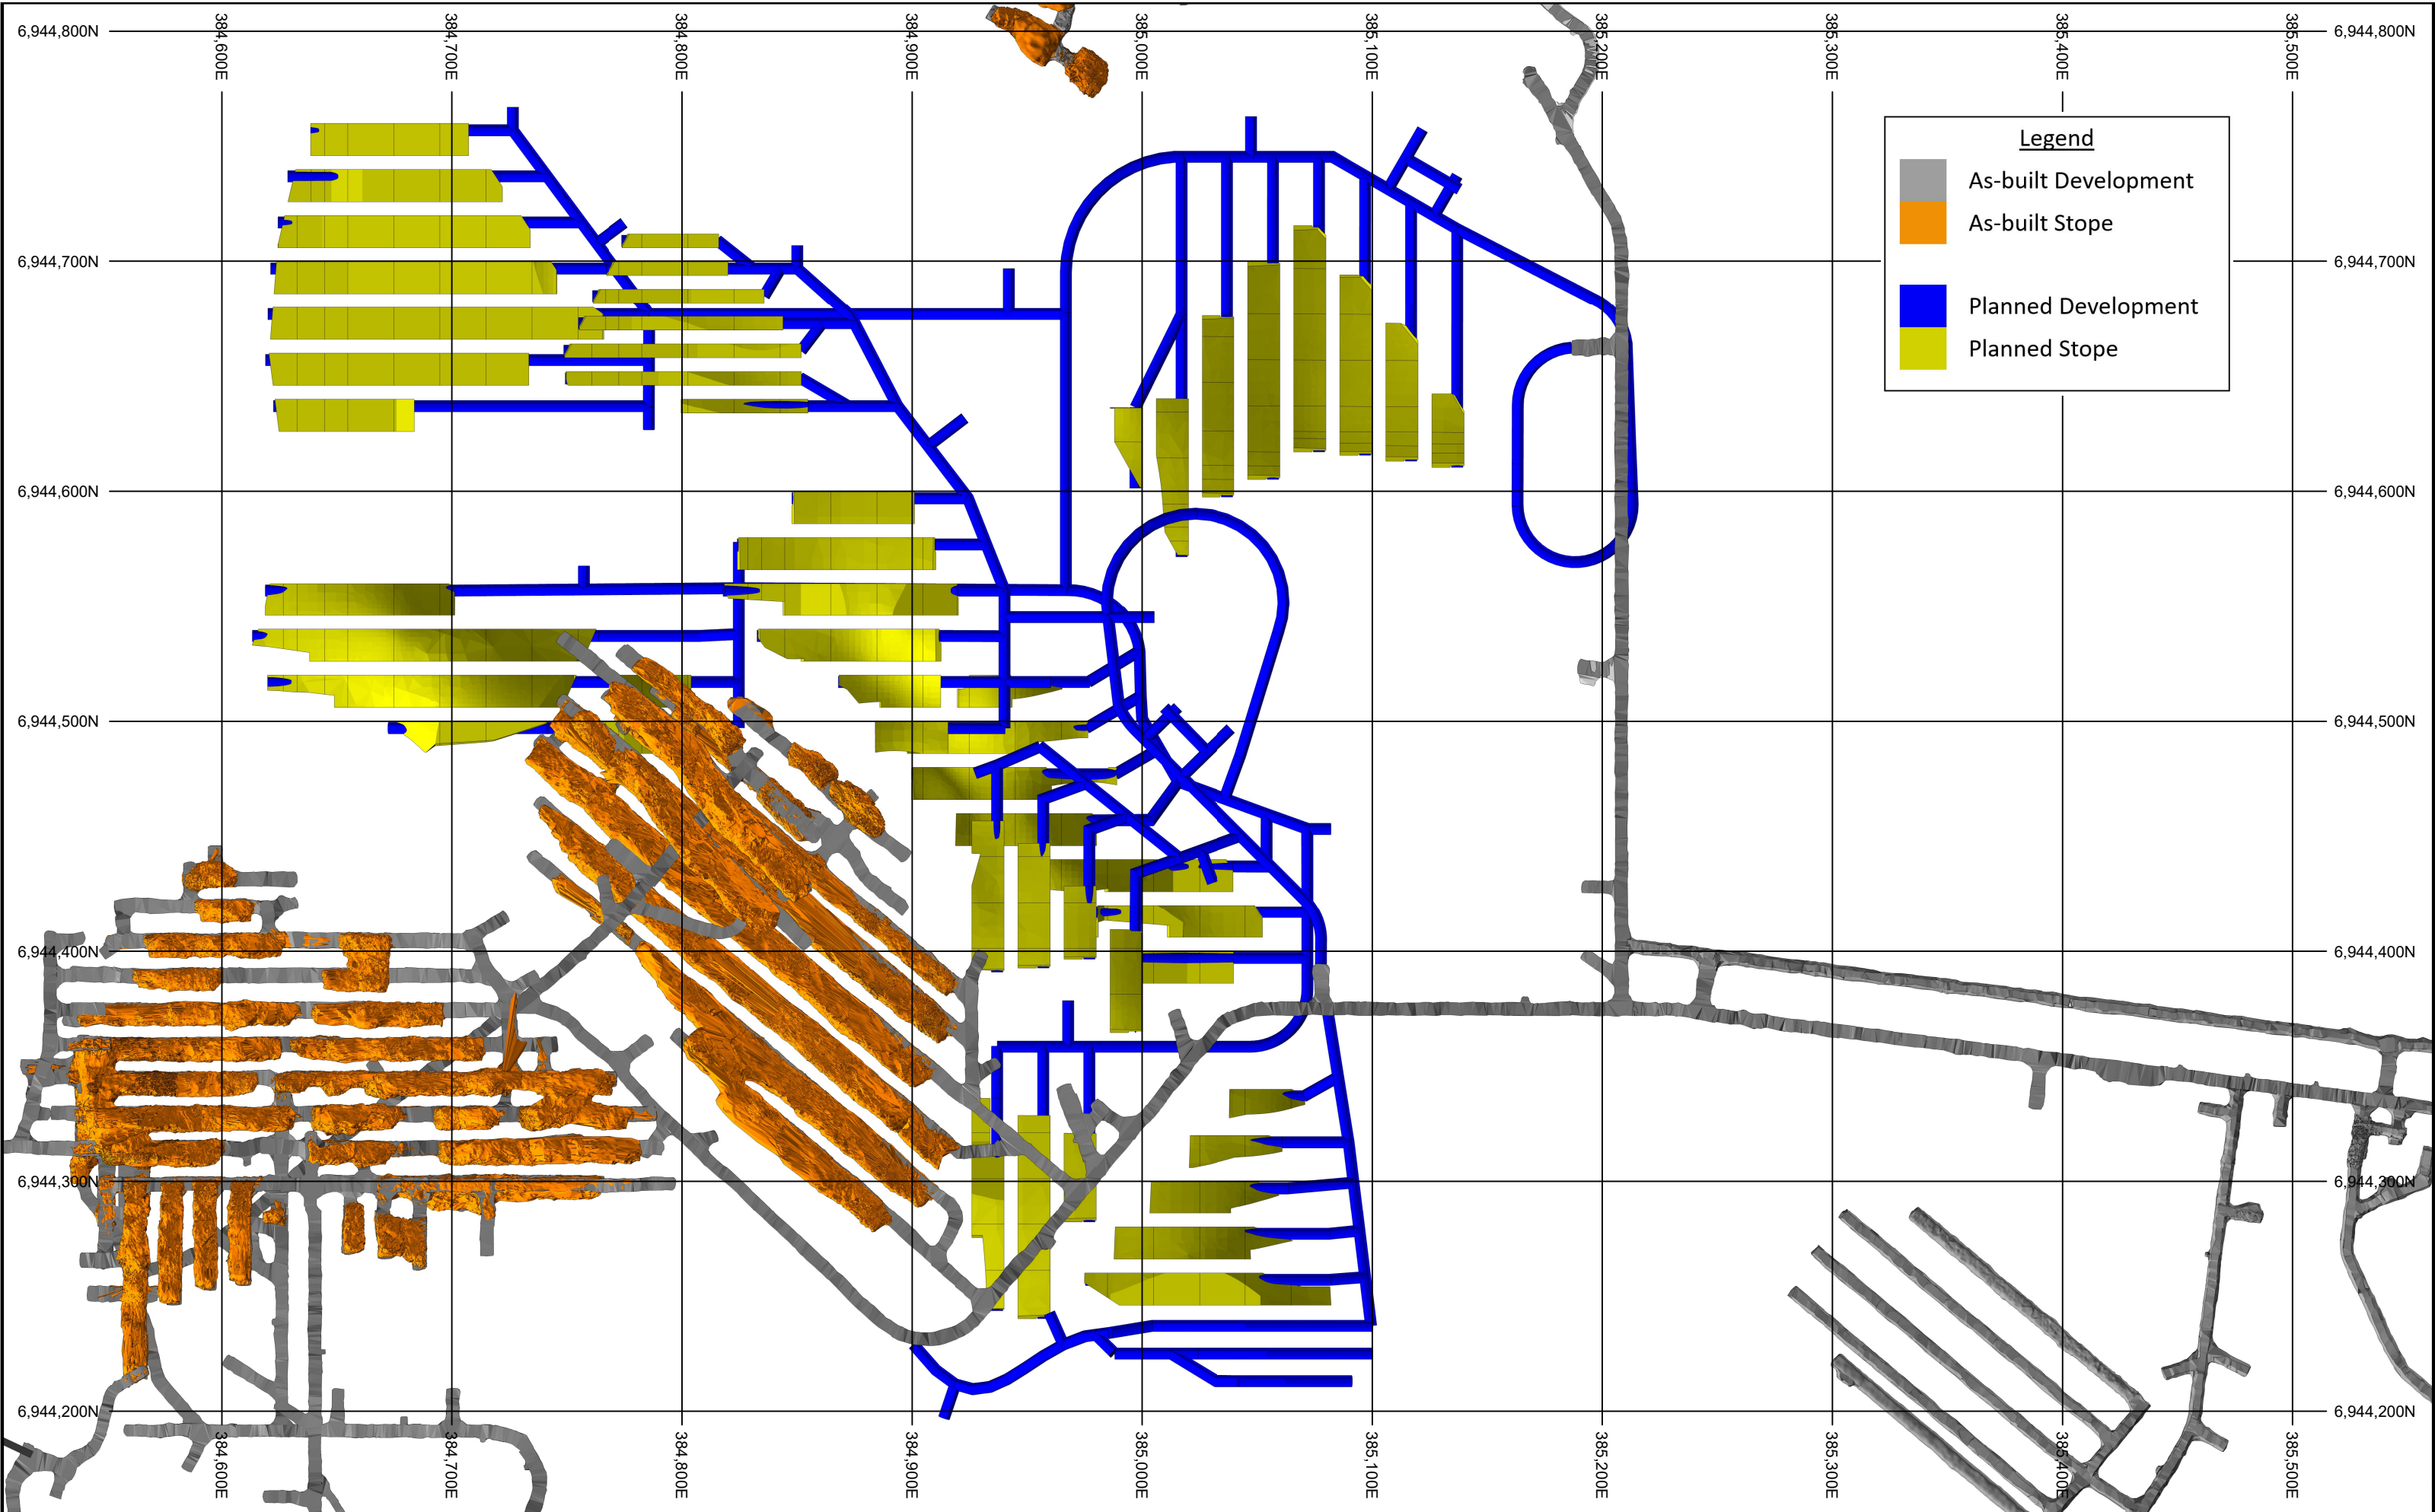 384,600E
384,700E
384,800E
384,900E
385,000E
385,100E
385,200E
385,300E
385,400E
385,500E
6,944,800N
6,944,800N
Legend
As-built Development
As-built Stope
Planned Development
Planned Stope
6,944,700N
6,944,700N
6,944,600N
6,944,600N
6,944,500N
6,944,500N
6,944,400N
6,944,400N
6,944,300N
6,944,300N
6,944,200N
6,944,200N
384,600E
384,700E
384,800E
384,900E
385,000E
385,100E
385,200E
385,300E
385,400E
385,500E